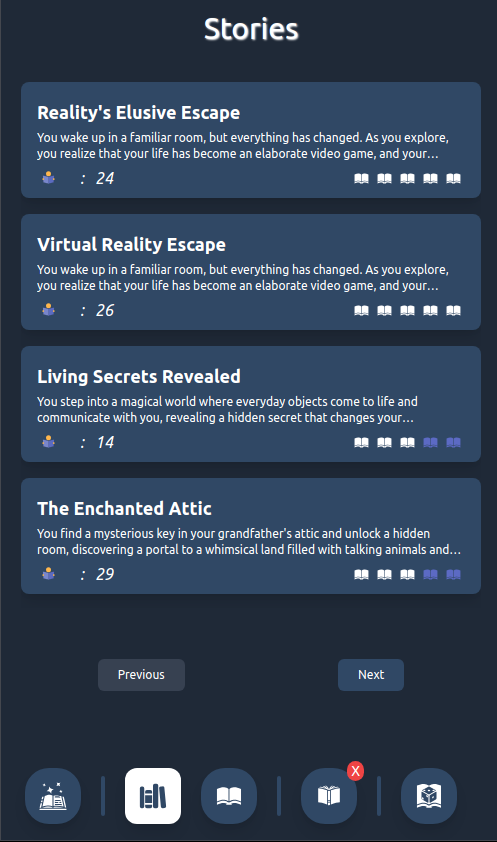 Stories
Reality's Elusive Escape
You wake up in a familiar room, but everything has changed. As you explore,
you realize that your life has become an elaborate video game, and your…
: 24
Virtual Reality Escape
You wake up in a familiar room, but everything has changed. As you explore,
you realize that your life has become an elaborate video game, and your…
: 26
Living Secrets Revealed
You step into a magical world where everyday objects come to life and
communicate with you, revealing a hidden secret that changes your…
: 14
The Enchanted Attic
You find a mysterious key in your grandfather's attic and unlock a hidden
room, discovering a portal to a whimsical land filled with talking animals and…
: 29
Previous
Next
X